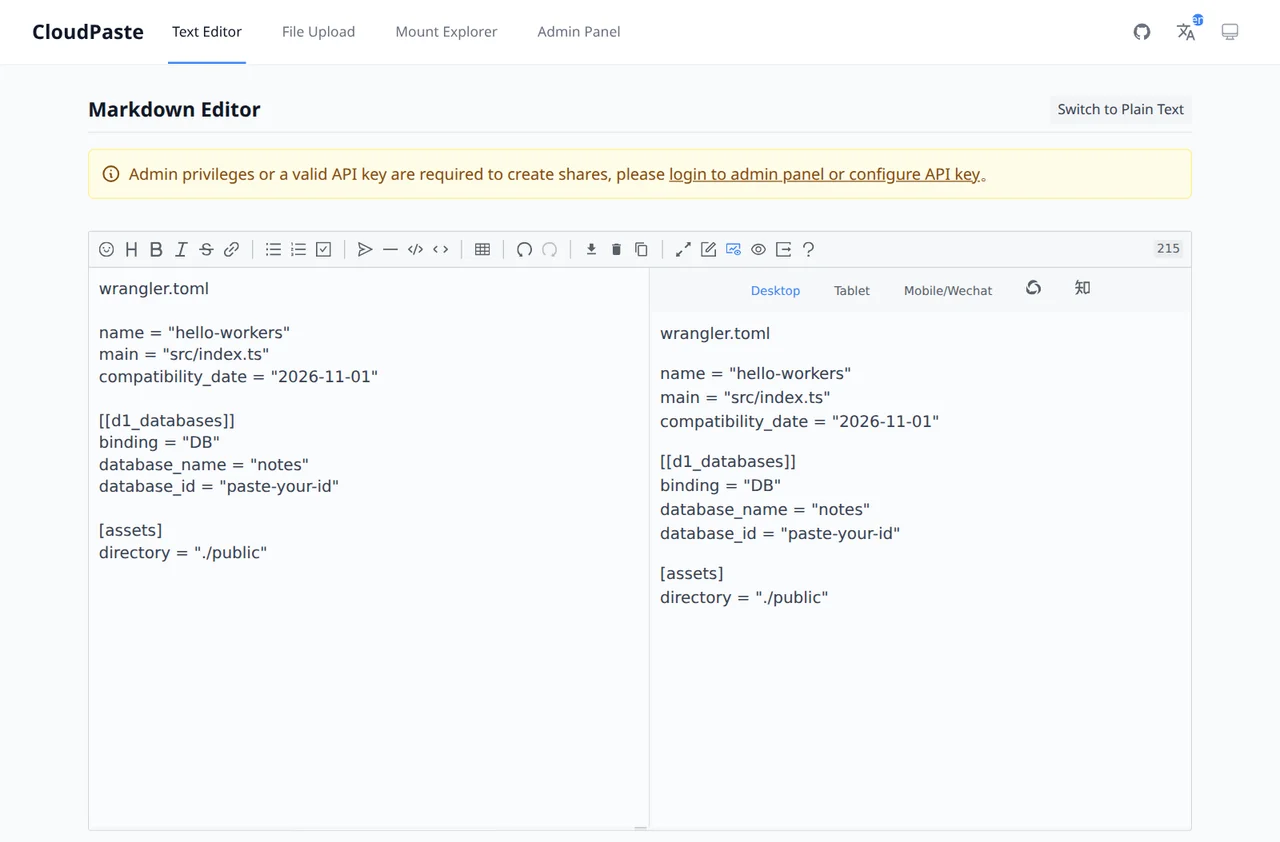 CloudPaste
Text Editor
File Upload
Mount Explorer
Admin Panel
en
Markdown Editor
Switch to Plain Text
Admin privileges or a valid API key are required to create shares, please login to admin panel or configure API key。
215
wrangler.toml
name = "hello-workers"
main = "src/index.ts"
compatibility_date = "2026-11-01"
[[d1_databases]]
binding = "DB"
database_name = "notes"
database_id = "paste-your-id"
[assets]
directory = "./public"
Desktop
Tablet
Mobile/Wechat
知
wrangler.toml
name = "hello-workers"
main = "src/index.ts"
compatibility_date = "2026-11-01"
[[d1_databases]]
binding = "DB"
database_name = "notes"
database_id = "paste-your-id"
[assets]
directory = "./public"